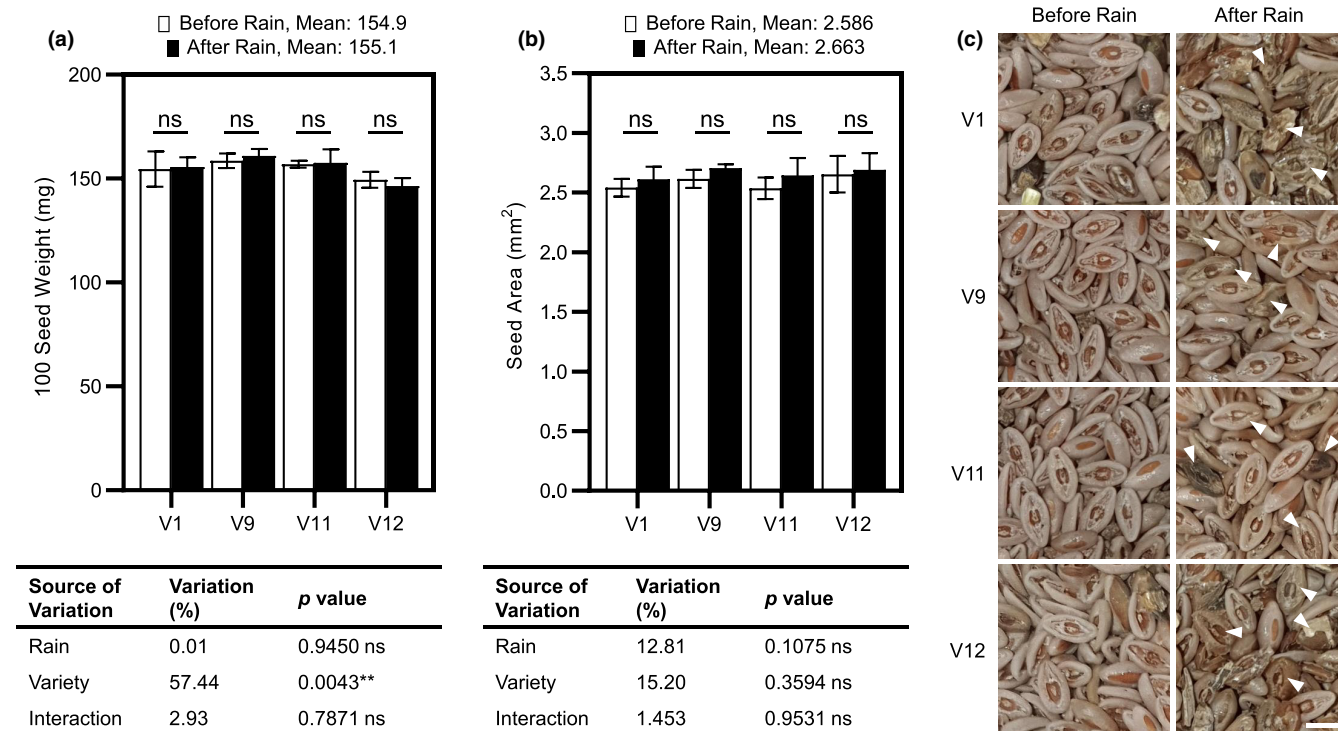 (a)
□ Before Rain, Mean: 154.9
■ After Rain, Mean: 155.1
200
150
100
50
0
100 Seed Weight (mg)
ns ns ns ns
V1 V9 V11 V12
Source of Variation Variation (%) p value
Rain 0.01 0.9450 ns
Variety 57.44 0.0043**
Interaction 2.93 0.7871 ns
(b)
□ Before Rain, Mean: 2.586
■ After Rain, Mean: 2.663
3.5
3.0
2.5
2.0
1.5
1.0
0.5
0.0
Seed Area (mm²)
ns ns ns ns
V1 V9 V11 V12
Source of Variation Variation (%) p value
Rain 12.81 0.1075 ns
Variety 15.20 0.3594 ns
Interaction 1.453 0.9531 ns
(c)
Before Rain After Rain
V1
V9
V11
V12